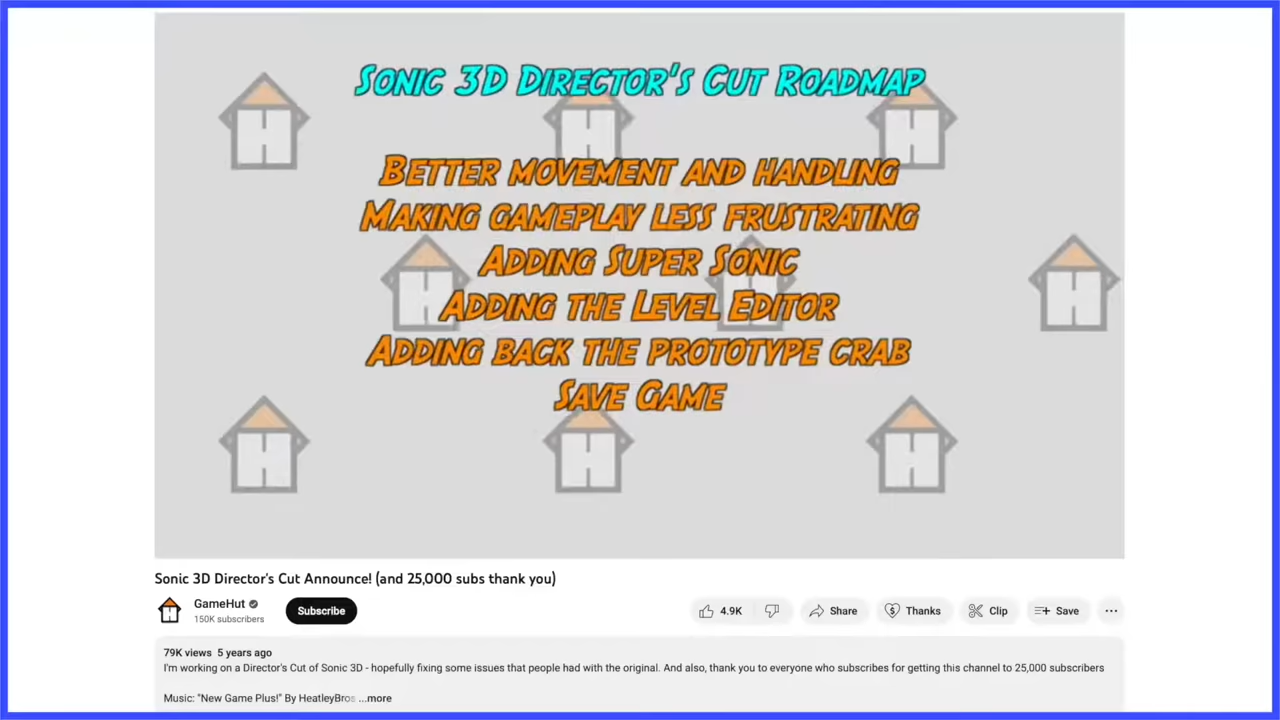 Sonic 3D Director's Cut Roadmap
Better movement and handling
Making gameplay less frustrating
Adding Super Sonic
Adding the Level Editor
Adding back the prototype crab
Save Game
Sonic 3D Director's Cut Announce! (and 25,000 subs thank you)
GameHut
150K subscribers
Subscribe
4.9K
Share
Thanks
Clip
Save
79K views 5 years ago
I'm working on a Director's Cut of Sonic 3D - hopefully fixing some issues that people had with the original. And also, thank you to everyone who subscribes for getting this channel to 25,000 subscribers
Music: "New Game Plus!" By HeatleyBros ...more